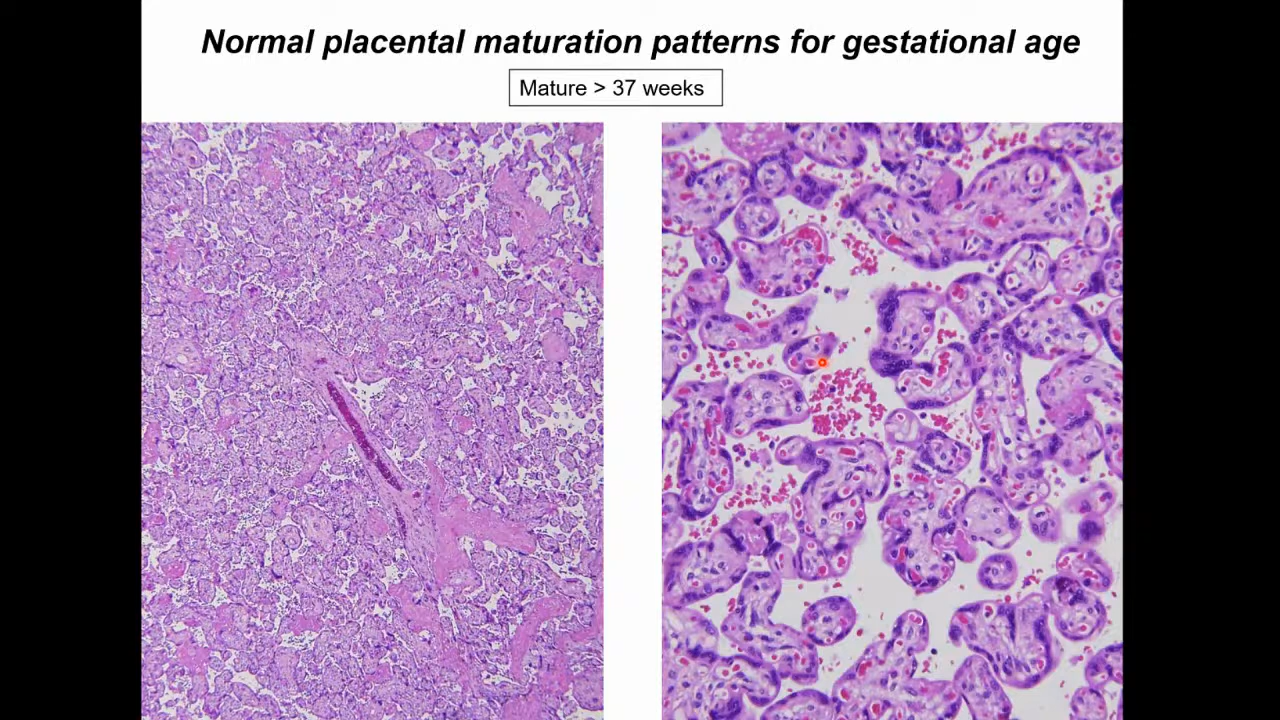 Normal placental maturation patterns for gestational age
Mature > 37 weeks